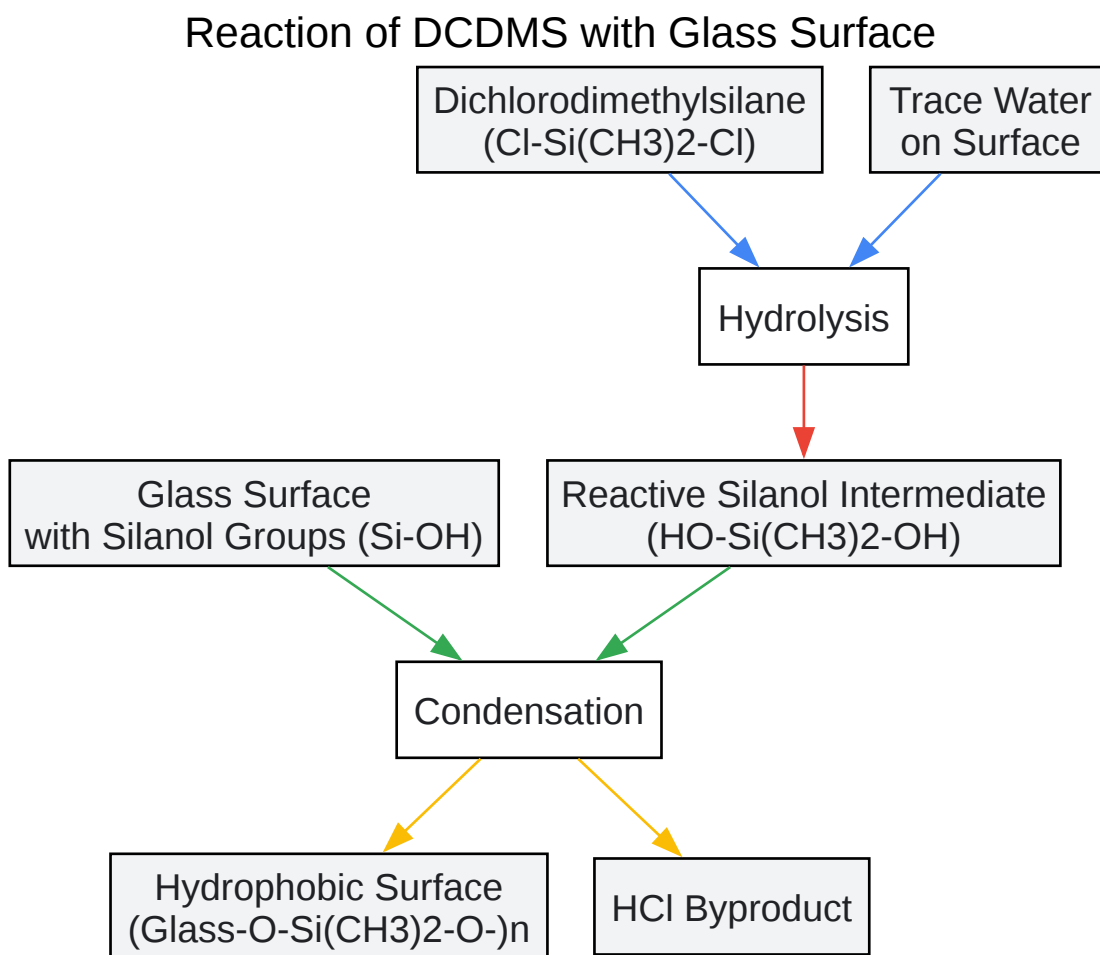 Reaction of DCDMS with Glass Surface
Dichlorodimethylsilane
(Cl-Si(CH3)2-Cl)
Trace Water
on Surface
Hydrolysis
Glass Surface
with Silanol Groups (Si-OH)
Reactive Silanol Intermediate
(HO-Si(CH3)2-OH)
Condensation
Hydrophobic Surface
(Glass-O-Si(CH3)2-O-)n
HCl Byproduct